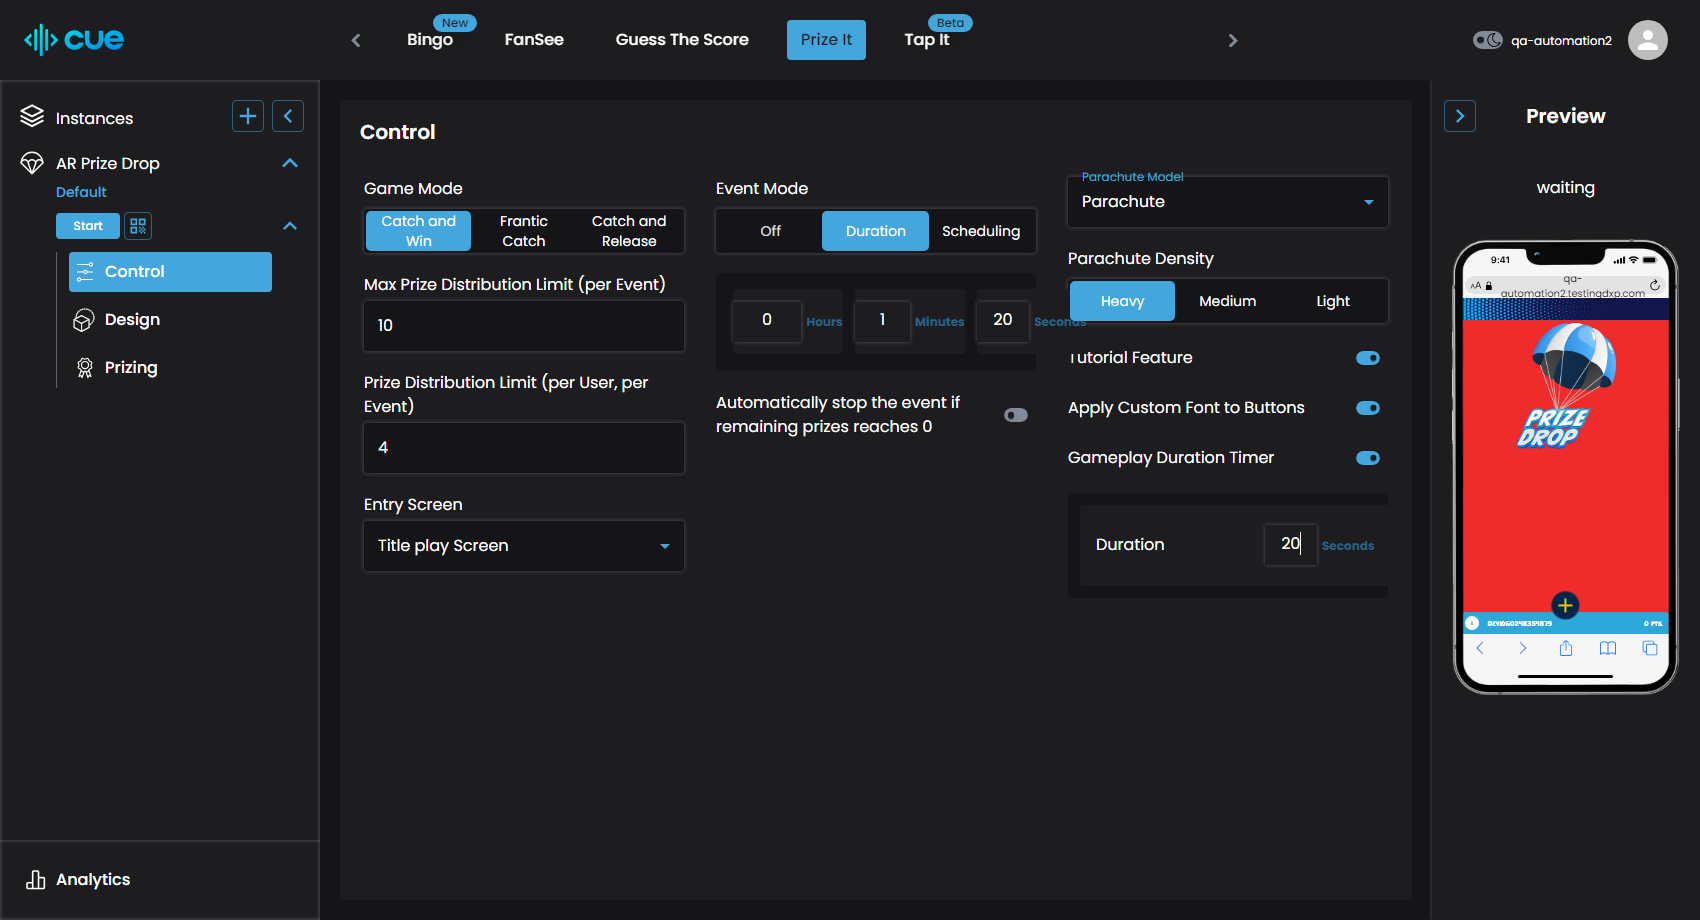 cue
Bingo
New
FanSee
Guess The Score
Prize It
Tap It
Beta
qa-automation2
Instances
AR Prize Drop
Default
Start
Control
Design
Prizing
Analytics
Control
Game Mode
Catch and Win
Frantic Catch
Catch and Release
Max Prize Distribution Limit (per Event)
10
Prize Distribution Limit (per User, per
Event)
4
Entry Screen
Title play Screen
Event Mode
Off
Duration
Scheduling
0 Hours
1 Minutes
20 Seconds
Automatically stop the event if
remaining prizes reaches 0
Parachute Model
Parachute
Parachute Density
Heavy
Medium
Light
Tutorial Feature
Apply Custom Font to Buttons
Gameplay Duration Timer
Duration
20
Seconds
Preview
waiting
9:41
AA
qa-
automation2.testingdxp.com
PRIZE
DROP
0 PTS.